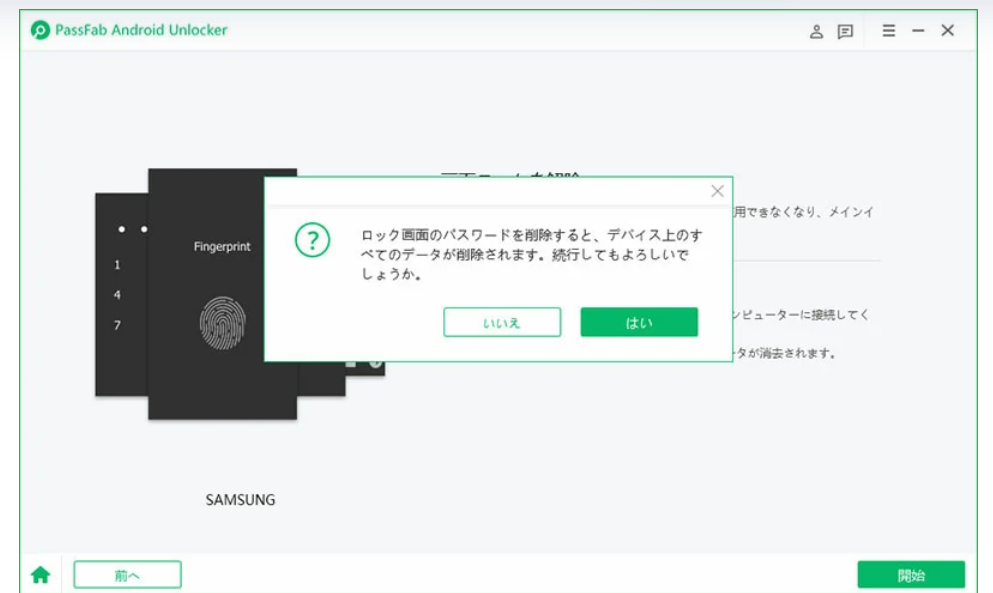 PassFab Android Unlocker
Fingerprint
1
4
7
用できなくなり、メインイ
ロック画面のパスワードを削除すると、デバイス上のす
べてのデータが削除されます。続行してもよろしいで
しょうか。
いいえ
はい
ンピューターに接続してく
タが消去されます。
SAMSUNG
前へ
開始